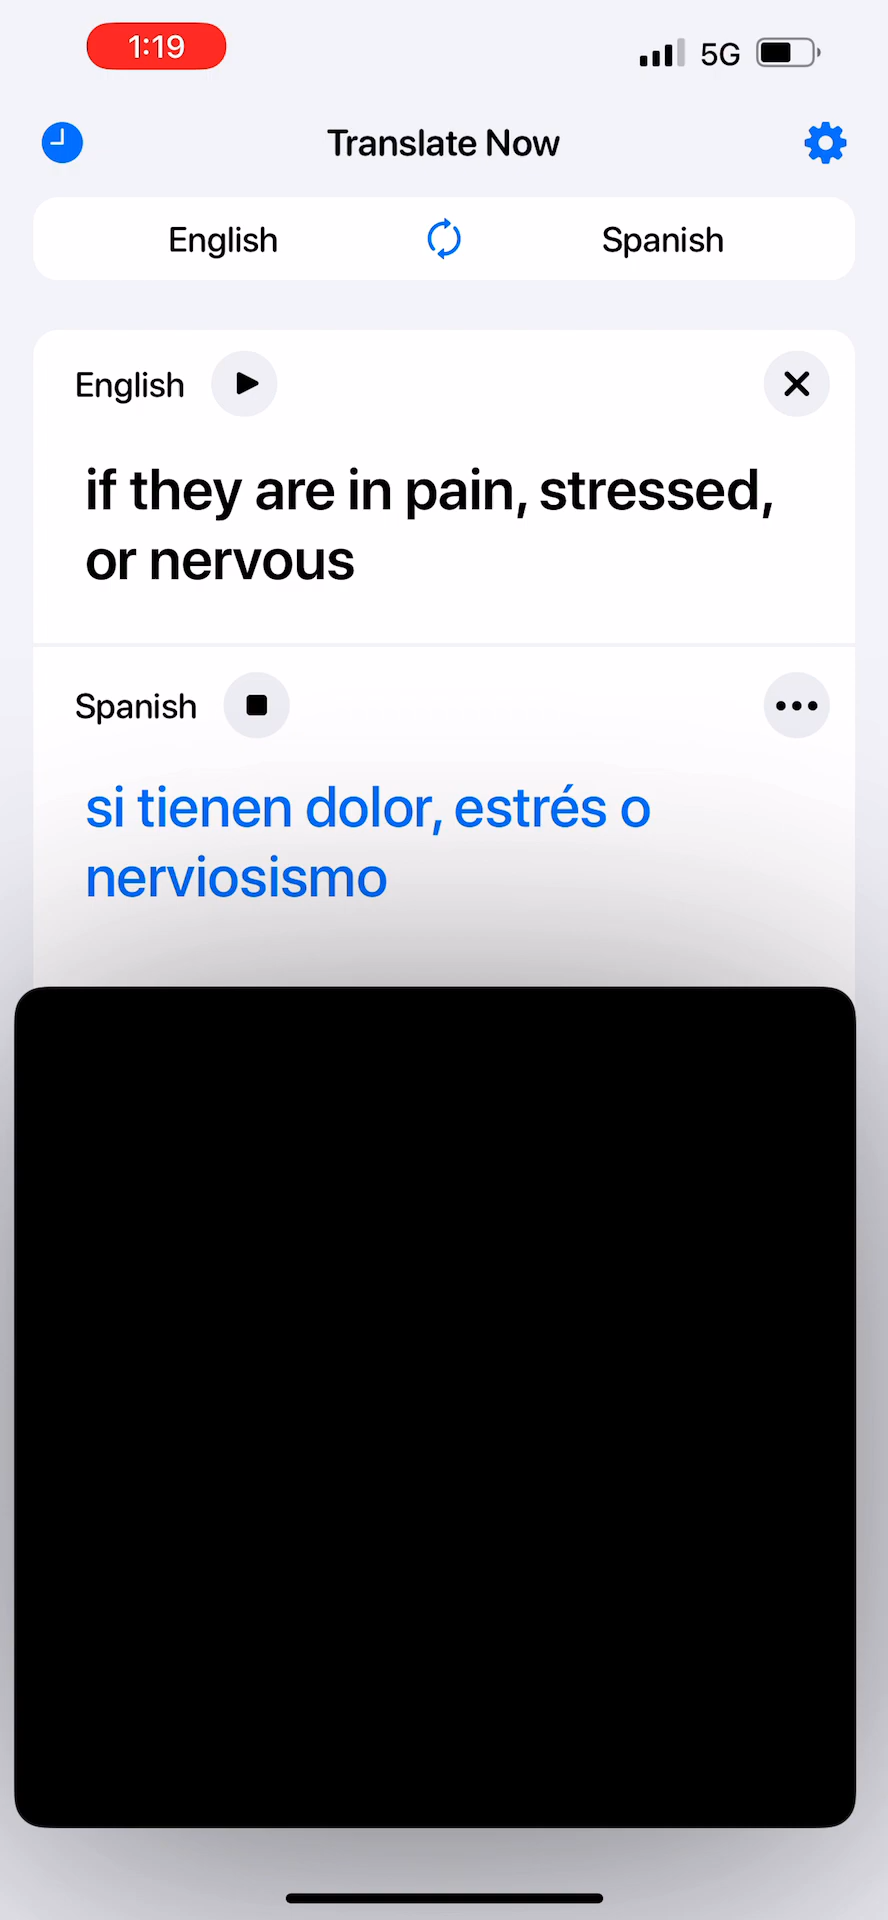 1:19
5G
Translate Now
English
Spanish
English
if they are in pain, stressed,
or nervous
Spanish
si tienen dolor, estrés o
nerviosismo